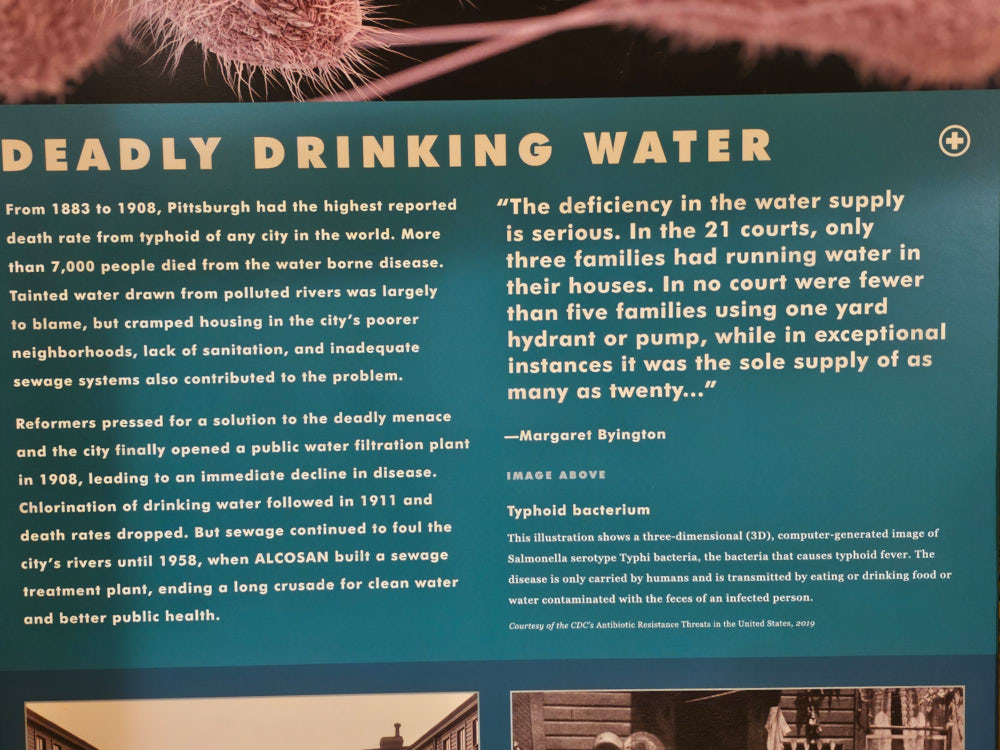 DEADLY DRINKING WATER
From 1883 to 1908, Pittsburgh had the highest reported
death rate from typhoid of any city in the world. More
than 7,000 people died from the water borne disease.
Tainted water drawn from polluted rivers was largely
to blame, but cramped housing in the city's poorer
neighborhoods, lack of sanitation, and inadequate
sewage systems also contributed to the problem.
Reformers pressed for a solution to the deadly menace
and the city finally opened a public water filtration plant
in 1908, leading to an immediate decline in disease.
Chlorination of drinking water followed in 1911 and
death rates dropped. But sewage continued to foul the
city's rivers until 1958, when ALCOSAN built a sewage
treatment plant, ending a long crusade for clean water
and better public health.
“The deficiency in the water supply
is serious. In the 21 courts, only
three families had running water in
their houses. In no court were fewer
than five families using one yard
hydrant or pump, while in exceptional
instances it was the sole supply of as
many as twenty...”
—Margaret Byington
IMAGE ABOVE
Typhoid bacterium
This illustration shows a three-dimensional (3D), computer-generated image of
Salmonella serotype Typhi bacteria, the bacteria that causes typhoid fever. The
disease is only carried by humans and is transmitted by eating or drinking food or
water contaminated with the feces of an infected person.
Courtesy of the CDC's Antibiotic Resistance Threats in the United States, 2019